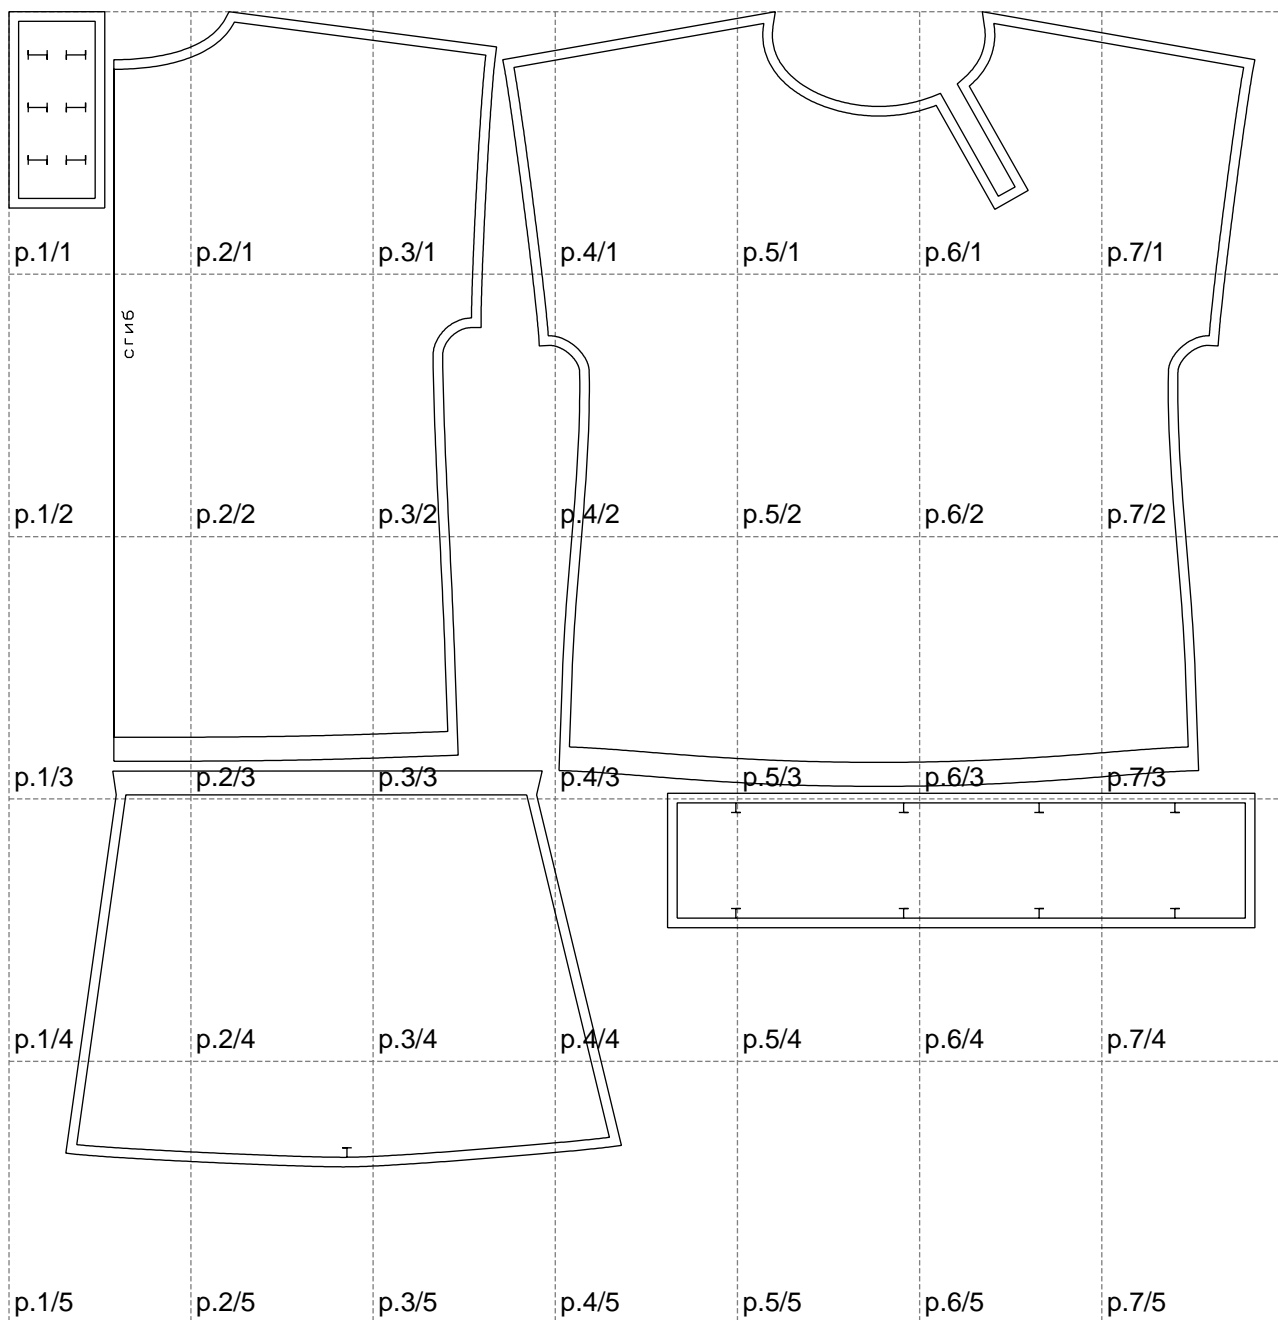 p.1/1 p.2/1 p.3/1 p.4/1 p.5/1 p.6/1 p.7/1
сгиб
p.1/2 p.2/2 p.3/2 p.4/2 p.5/2 p.6/2 p.7/2
p.1/3 p.2/3 p.3/3 p.4/3 p.5/3 p.6/3 p.7/3
p.1/4 p.2/4 p.3/4 p.4/4 p.5/4 p.6/4 p.7/4
p.1/5 p.2/5 p.3/5 p.4/5 p.5/5 p.6/5 p.7/5